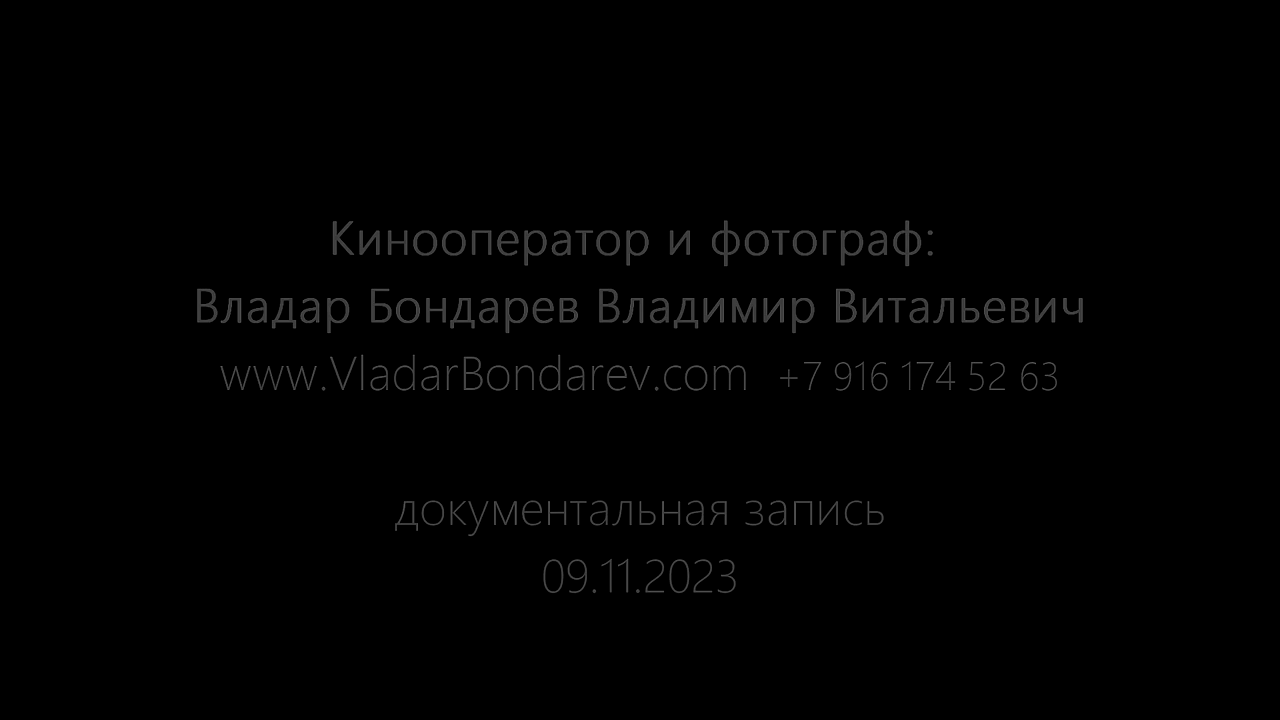 Кинооператор и фотограф:
Владар Бондарев Владимир Витальевич
www.VladarBondarev.com +7 916 174 52 63
документальная запись
09.11.2023